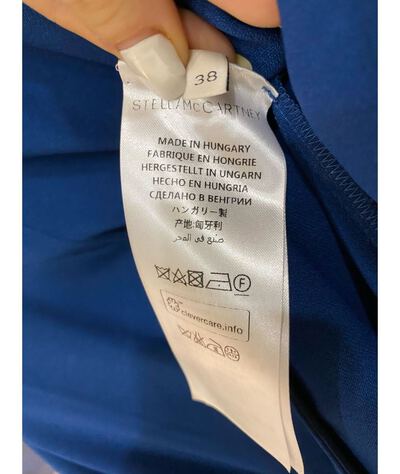 38
STELLA McCARTNEY
MADE IN HUNGARY
FABRIQUE EN HONGRIE
HERGESTELLT IN UNGARN
HECHO EN HUNGRIA
СДЕЛАНО В ВЕНГРИИ
ハンガリー製
产地:匈牙利
صنع في المجر
F
clevercare.info